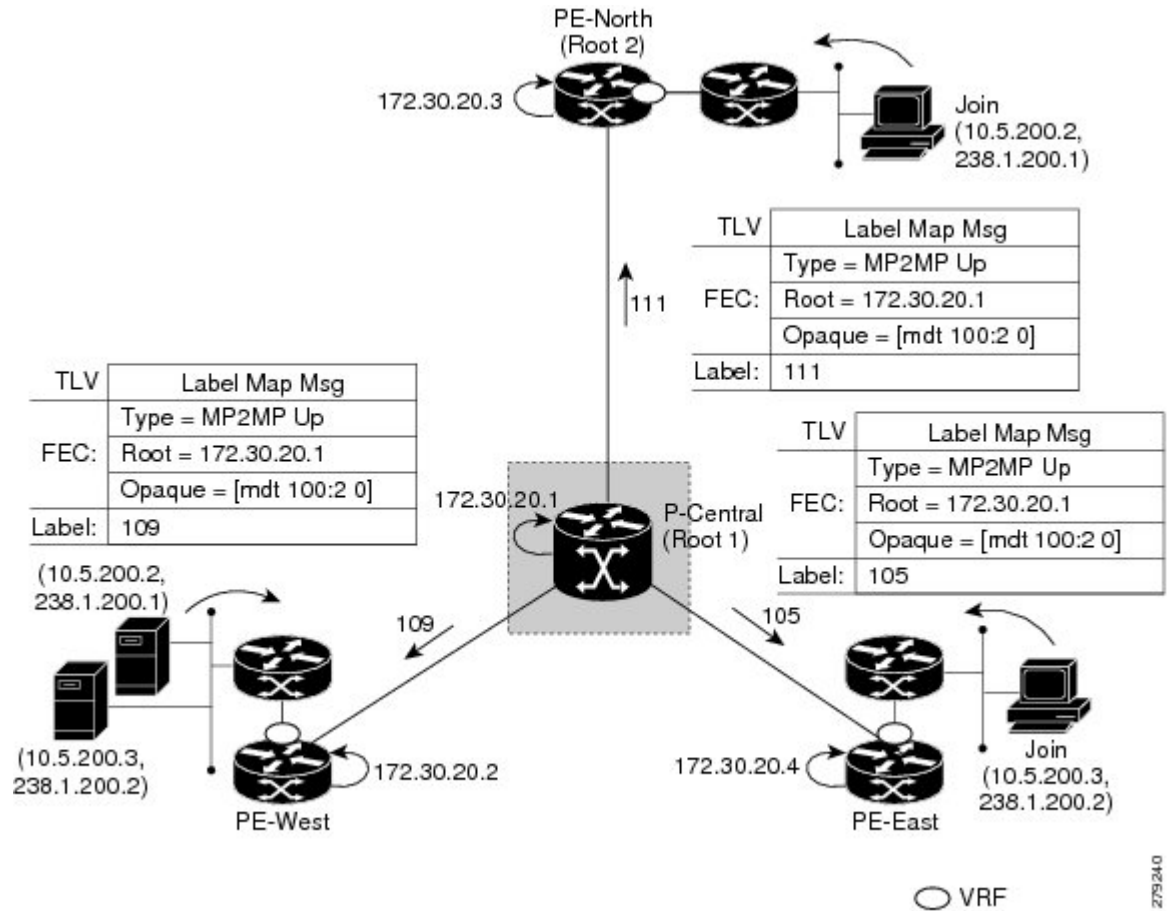 PE-North
(Root 2)
172.30.20.3
Join
(10.5.200.2,
238.1.200.1)
TLV
Label Map Msg
Type = MP2MP Up
FEC:
Root = 172.30.20.1
Opaque = [mdt 100:2 0]
Label:
111
111
TLV
Label Map Msg
Type = MP2MP Up
FEC:
Root = 172.30.20.1
Opaque = [mdt 100:2 0]
Label:
109
TLV
Label Map Msg
Type = MP2MP Up
FEC:
Root = 172.30.20.1
Opaque = [mdt 100:2 0]
Label:
105
172.30.20.1
P-Central
(Root 1)
(10.5.200.2,
238.1.200.1)
109
105
(10.5.200.3,
238.1.200.2)
172.30.20.2
PE-West
172.30.20.4
PE-East
Join
(10.5.200.3,
238.1.200.2)
VRF
279240